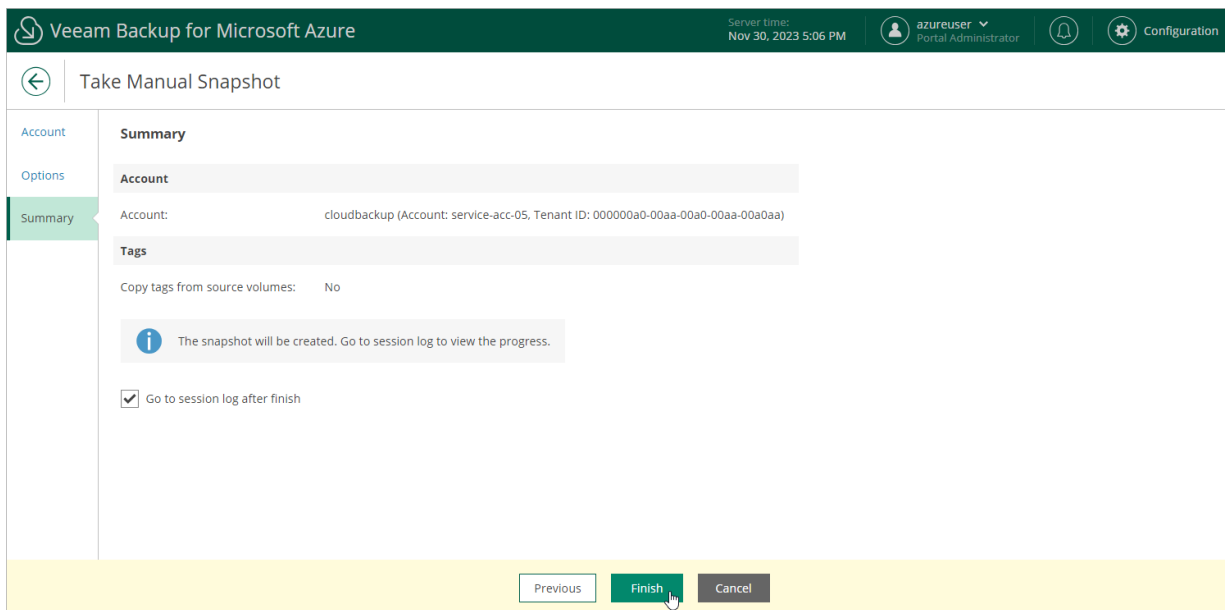 Veeam Backup for Microsoft Azure
Server time:
Nov 30, 2023 5:06 PM
azureuser
Portal Administrator
Configuration
Take Manual Snapshot
Account
Options
Summary
Summary
Account
Account: cloudbackup (Account: service-acc-05, Tenant ID: 000000a0-00aa-00a0-00aa-00a0aa)
Tags
Copy tags from source volumes: No
The snapshot will be created. Go to session log to view the progress.
Go to session log after finish
Previous Finish Cancel